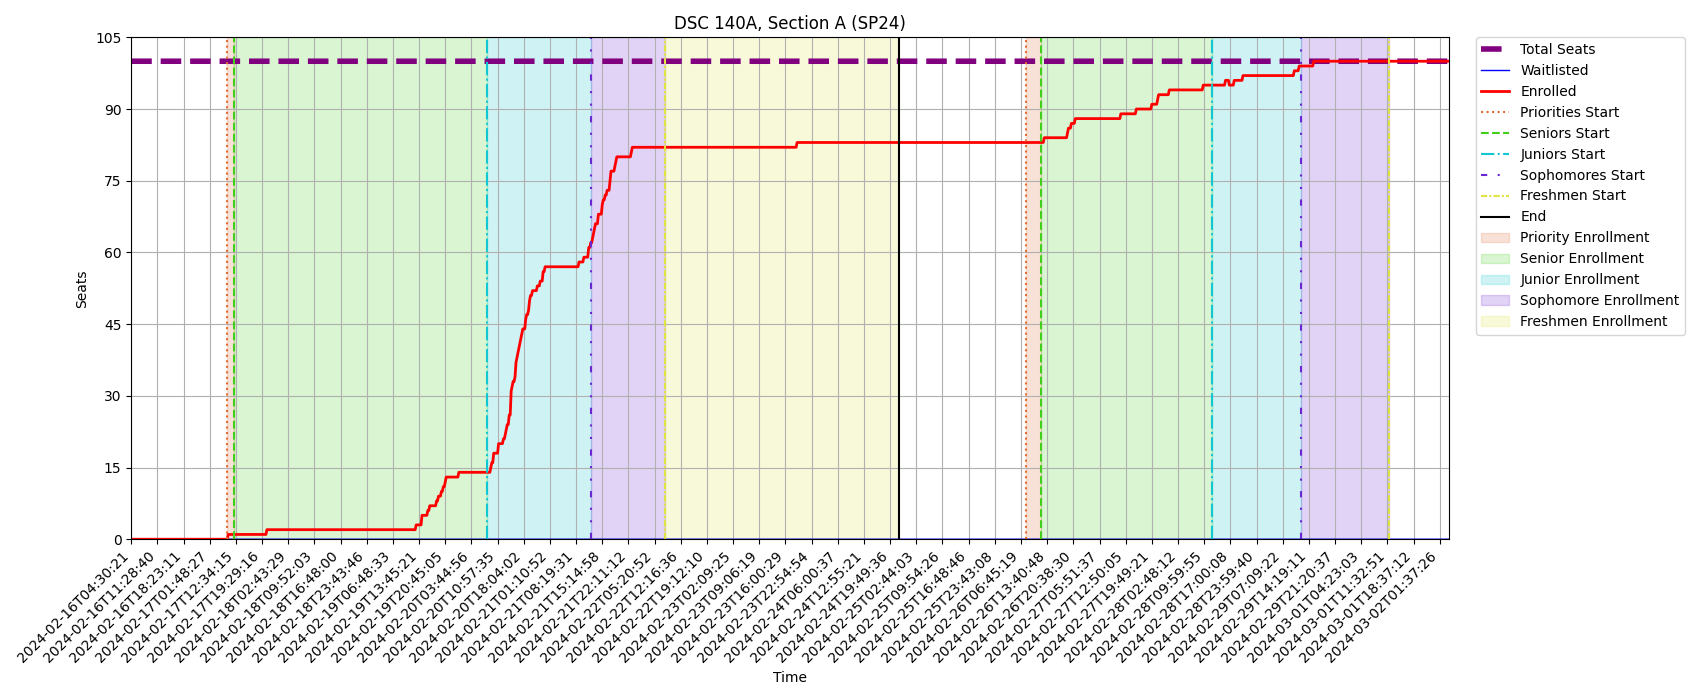 DSC 140A, Section A (SP24)
105
90
75
60
45
30
15
0
Seats
2024-02-16T04:30:21
2024-02-16T11:28:40
2024-02-16T18:23:11
2024-02-17T01:48:27
2024-02-17T12:34:15
2024-02-17T19:29:16
2024-02-18T02:43:29
2024-02-18T09:52:03
2024-02-18T16:48:00
2024-02-18T23:43:46
2024-02-19T06:48:33
2024-02-19T13:45:21
2024-02-19T20:45:05
2024-02-20T03:44:56
2024-02-20T10:57:35
2024-02-20T18:04:02
2024-02-21T01:10:52
2024-02-21T08:19:31
2024-02-21T15:14:58
2024-02-21T22:11:12
2024-02-22T05:20:52
2024-02-22T12:16:36
2024-02-22T19:12:10
2024-02-23T02:09:25
2024-02-23T09:06:19
2024-02-23T16:00:29
2024-02-23T22:54:54
2024-02-24T06:00:37
2024-02-24T12:55:21
2024-02-24T19:49:36
2024-02-25T02:44:03
2024-02-25T09:54:26
2024-02-25T16:48:46
2024-02-25T23:43:08
2024-02-26T06:45:19
2024-02-26T13:40:48
2024-02-26T20:38:30
2024-02-27T05:51:37
2024-02-27T12:50:05
2024-02-27T19:49:21
2024-02-28T02:48:12
2024-02-28T09:59:55
2024-02-28T17:00:08
2024-02-28T23:59:40
2024-02-29T07:09:22
2024-02-29T14:19:11
2024-02-29T21:20:37
2024-03-01T04:23:03
2024-03-01T11:32:51
2024-03-01T18:37:12
2024-03-02T01:37:26
Time
Total Seats
Waitlisted
Enrolled
Priorities Start
Seniors Start
Juniors Start
Sophomores Start
Freshmen Start
End
Priority Enrollment
Senior Enrollment
Junior Enrollment
Sophomore Enrollment
Freshmen Enrollment